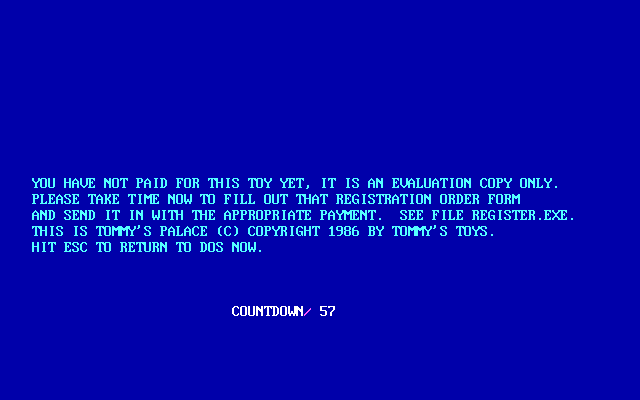 YOU HAVE NOT PAID FOR THIS TOY YET, IT IS AN EVALUATION COPY ONLY.
PLEASE TAKE TIME NOW TO FILL OUT THAT REGISTRATION ORDER FORM
AND SEND IT IN WITH THE APPROPRIATE PAYMENT.  SEE FILE REGISTER.EXE.
THIS IS TOMMY'S PALACE (C) COPYRIGHT 1986 BY TOMMY'S TOYS.
HIT ESC TO RETURN TO DOS NOW.
COUNTDOWN/ 57